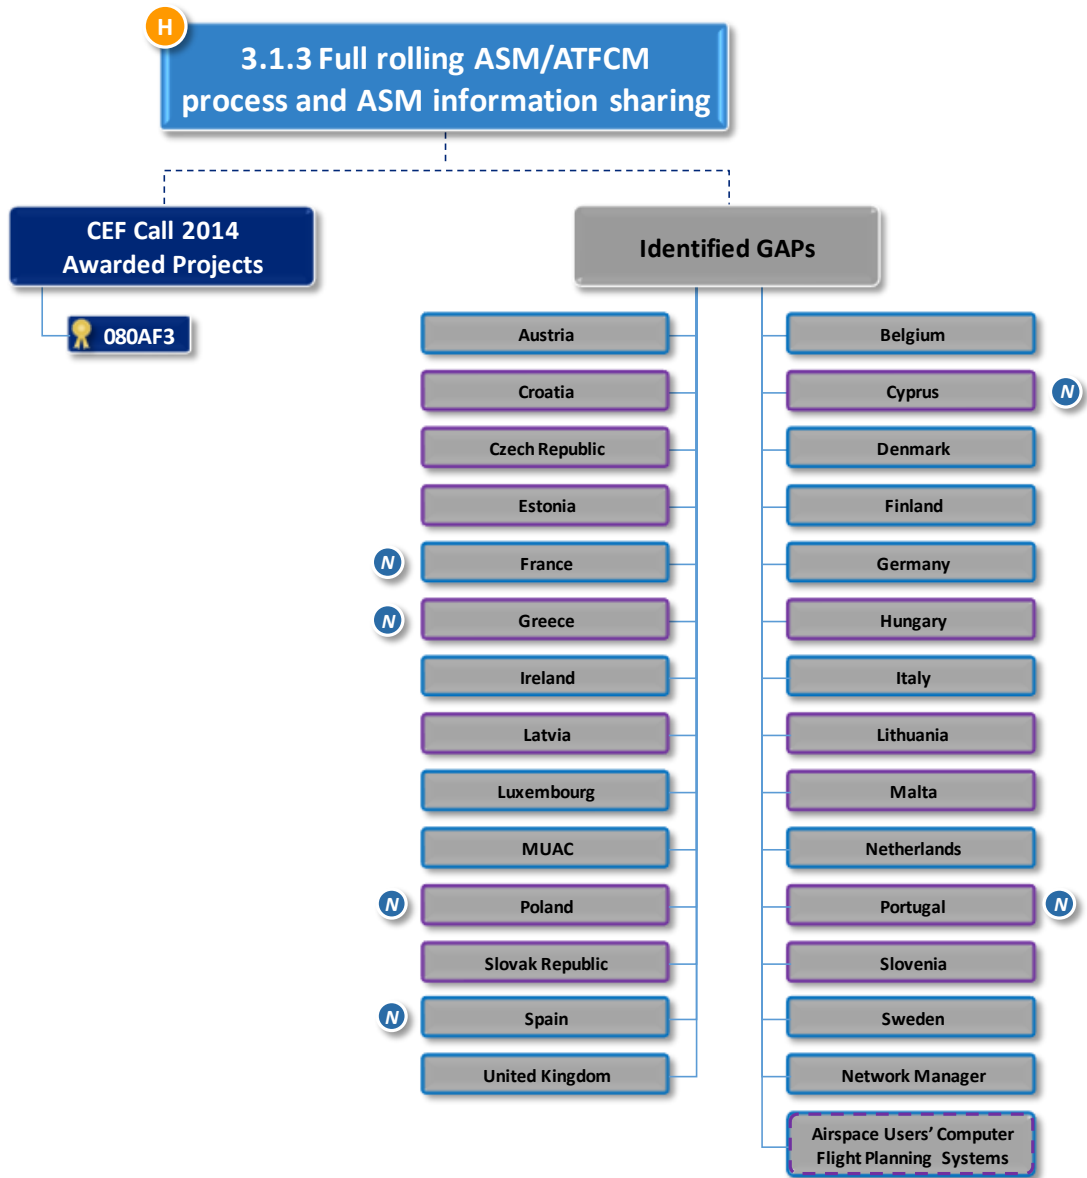 H
3.1.3 Full rolling ASM/ATFCM
process and ASM information sharing
CEF Call 2014
Awarded Projects
080AF3
Identified GAPs
Austria
Belgium
Croatia
Cyprus
N
Czech Republic
Denmark
Estonia
Finland
N
France
Germany
N
Greece
Hungary
Ireland
Italy
Latvia
Lithuania
Luxembourg
Malta
MUAC
Netherlands
N
Poland
Portugal
N
Slovak Republic
Slovenia
N
Spain
Sweden
United Kingdom
Network Manager
Airspace Users' Computer
Flight Planning Systems